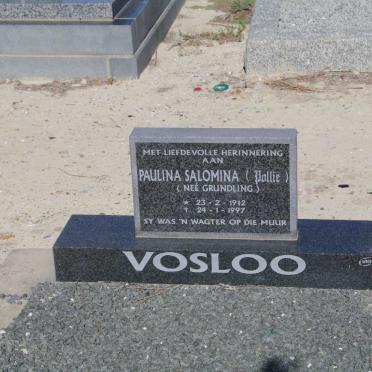 MET LIEFDEVOLLE HERINNERING
AAN
PAULINA SALOMINA ( Pollie )
( NEÉ GRUNDLING )
* 23 - 2 - 1912
† 24 - 1 - 1997
SY WAS 'N WAGTER OP DIE MUUR
VOSLOO